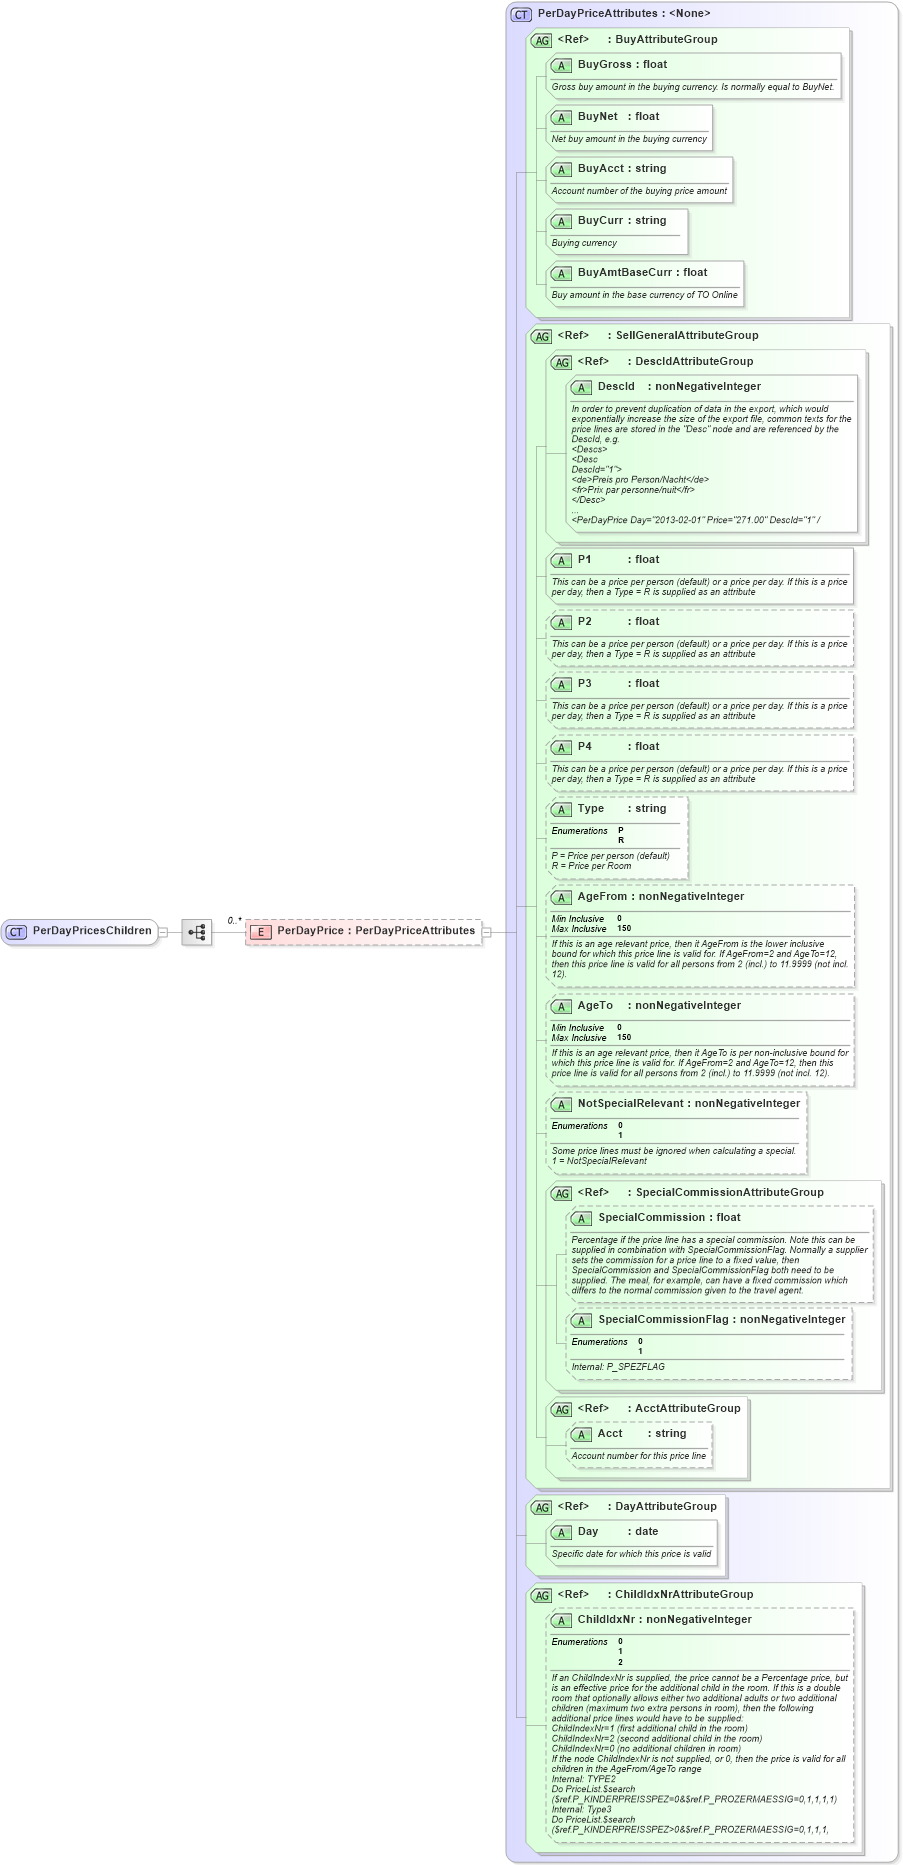 CT PerDayPriceAttributes : <None>
AG <Ref> : BuyAttributeGroup
A BuyGross : float
Gross buy amount in the buying currency. Is normally equal to BuyNet.
A BuyNet : float
Net buy amount in the buying currency
A BuyAcct : string
Account number of the buying price amount
A BuyCurr : string
Buying currency
A BuyAmtBaseCurr : float
Buy amount in the base currency of TO Online
AG <Ref> : SellGeneralAttributeGroup
AG <Ref> : DescIdAttributeGroup
A DescId : nonNegativeInteger
In order to prevent duplication of data in the export, which would
exponentially increase the size of the export file, common texts for the
price lines are stored in the "Desc" node and are referenced by the
DescId, e.g.
<Descs>
<Desc
DescId="1">
<de>Preis pro Person/Nacht</de>
<fr>Prix par personne/nuit</fr>
</Desc>
...
<PerDayPrice Day="2013-02-01" Price="271.00" DescId="1" /
A P1 : float
This can be a price per person (default) or a price per day. If this is a price
per day, then a Type = R is supplied as an attribute
A P2 : float
This can be a price per person (default) or a price per day. If this is a price
per day, then a Type = R is supplied as an attribute
A P3 : float
This can be a price per person (default) or a price per day. If this is a price
per day, then a Type = R is supplied as an attribute
A P4 : float
This can be a price per person (default) or a price per day. If this is a price
per day, then a Type = R is supplied as an attribute
A Type : string
Enumerations P
R
P = Price per person (default)
R = Price per Room
A AgeFrom : nonNegativeInteger
Min Inclusive 0
Max Inclusive 150
If this is an age relevant price, then it AgeFrom is the lower inclusive
bound for which this price line is valid for. If AgeFrom=2 and AgeTo=12,
then this price line is valid for all persons from 2 (incl.) to 11.9999 (not incl.
12).
CT PerDayPricesChildren
0..*
E PerDayPrice : PerDayPriceAttributes
A AgeTo : nonNegativeInteger
Min Inclusive 0
Max Inclusive 150
If this is an age relevant price, then it AgeTo is per non-inclusive bound for
which this price line is valid for. If AgeFrom=2 and AgeTo=12, then this
price line is valid for all persons from 2 (incl.) to 11.9999 (not incl. 12).
A NotSpecialRelevant : nonNegativeInteger
Enumerations 0
1
Some price lines must be ignored when calculating a special.
1 = NotSpecialRelevant
AG <Ref> : SpecialCommissionAttributeGroup
A SpecialCommission : float
Percentage if the price line has a special commission. Note this can be
supplied in combination with SpecialCommissionFlag. Normally a supplier
sets the commission for a price line to a fixed value, then
SpecialCommission and SpecialCommissionFlag both need to be
supplied. The meal, for example, can have a fixed commission which
differs to the normal commission given to the travel agent.
A SpecialCommissionFlag : nonNegativeInteger
Enumerations 0
1
Internal: P_SPEZFLAG
AG <Ref> : AcctAttributeGroup
A Acct : string
Account number for this price line
AG <Ref> : DayAttributeGroup
A Day : date
Specific date for which this price is valid
AG <Ref> : ChildIdxNrAttributeGroup
A ChildIdxNr : nonNegativeInteger
Enumerations 0
1
2
If an ChildIndexNr is supplied, the price cannot be a Percentage price, but
is an effective price for the additional child in the room. If this is a double
room that optionally allows either two additional adults or two additional
children (maximum two extra persons in room), then the following
additional price lines would have to be supplied:
ChildIndexNr=1 (first additional child in the room)
ChildIndexNr=2 (second additional child in the room)
ChildIndexNr=0 (no additional children in room)
If the node ChildIndexNr is not supplied, or 0, then the price is valid for all
children in the AgeFrom/AgeTo range
Internal: TYPE2
Do PriceList.$search
($ref.P_KINDERPREISSPEZ=0&$ref.P_PROZERMAESSIG=0,1,1,1,1)
Internal: Type3
Do PriceList.$search
($ref.P_KINDERPREISSPEZ>0&$ref.P_PROZERMAESSIG=0,1,1,1,